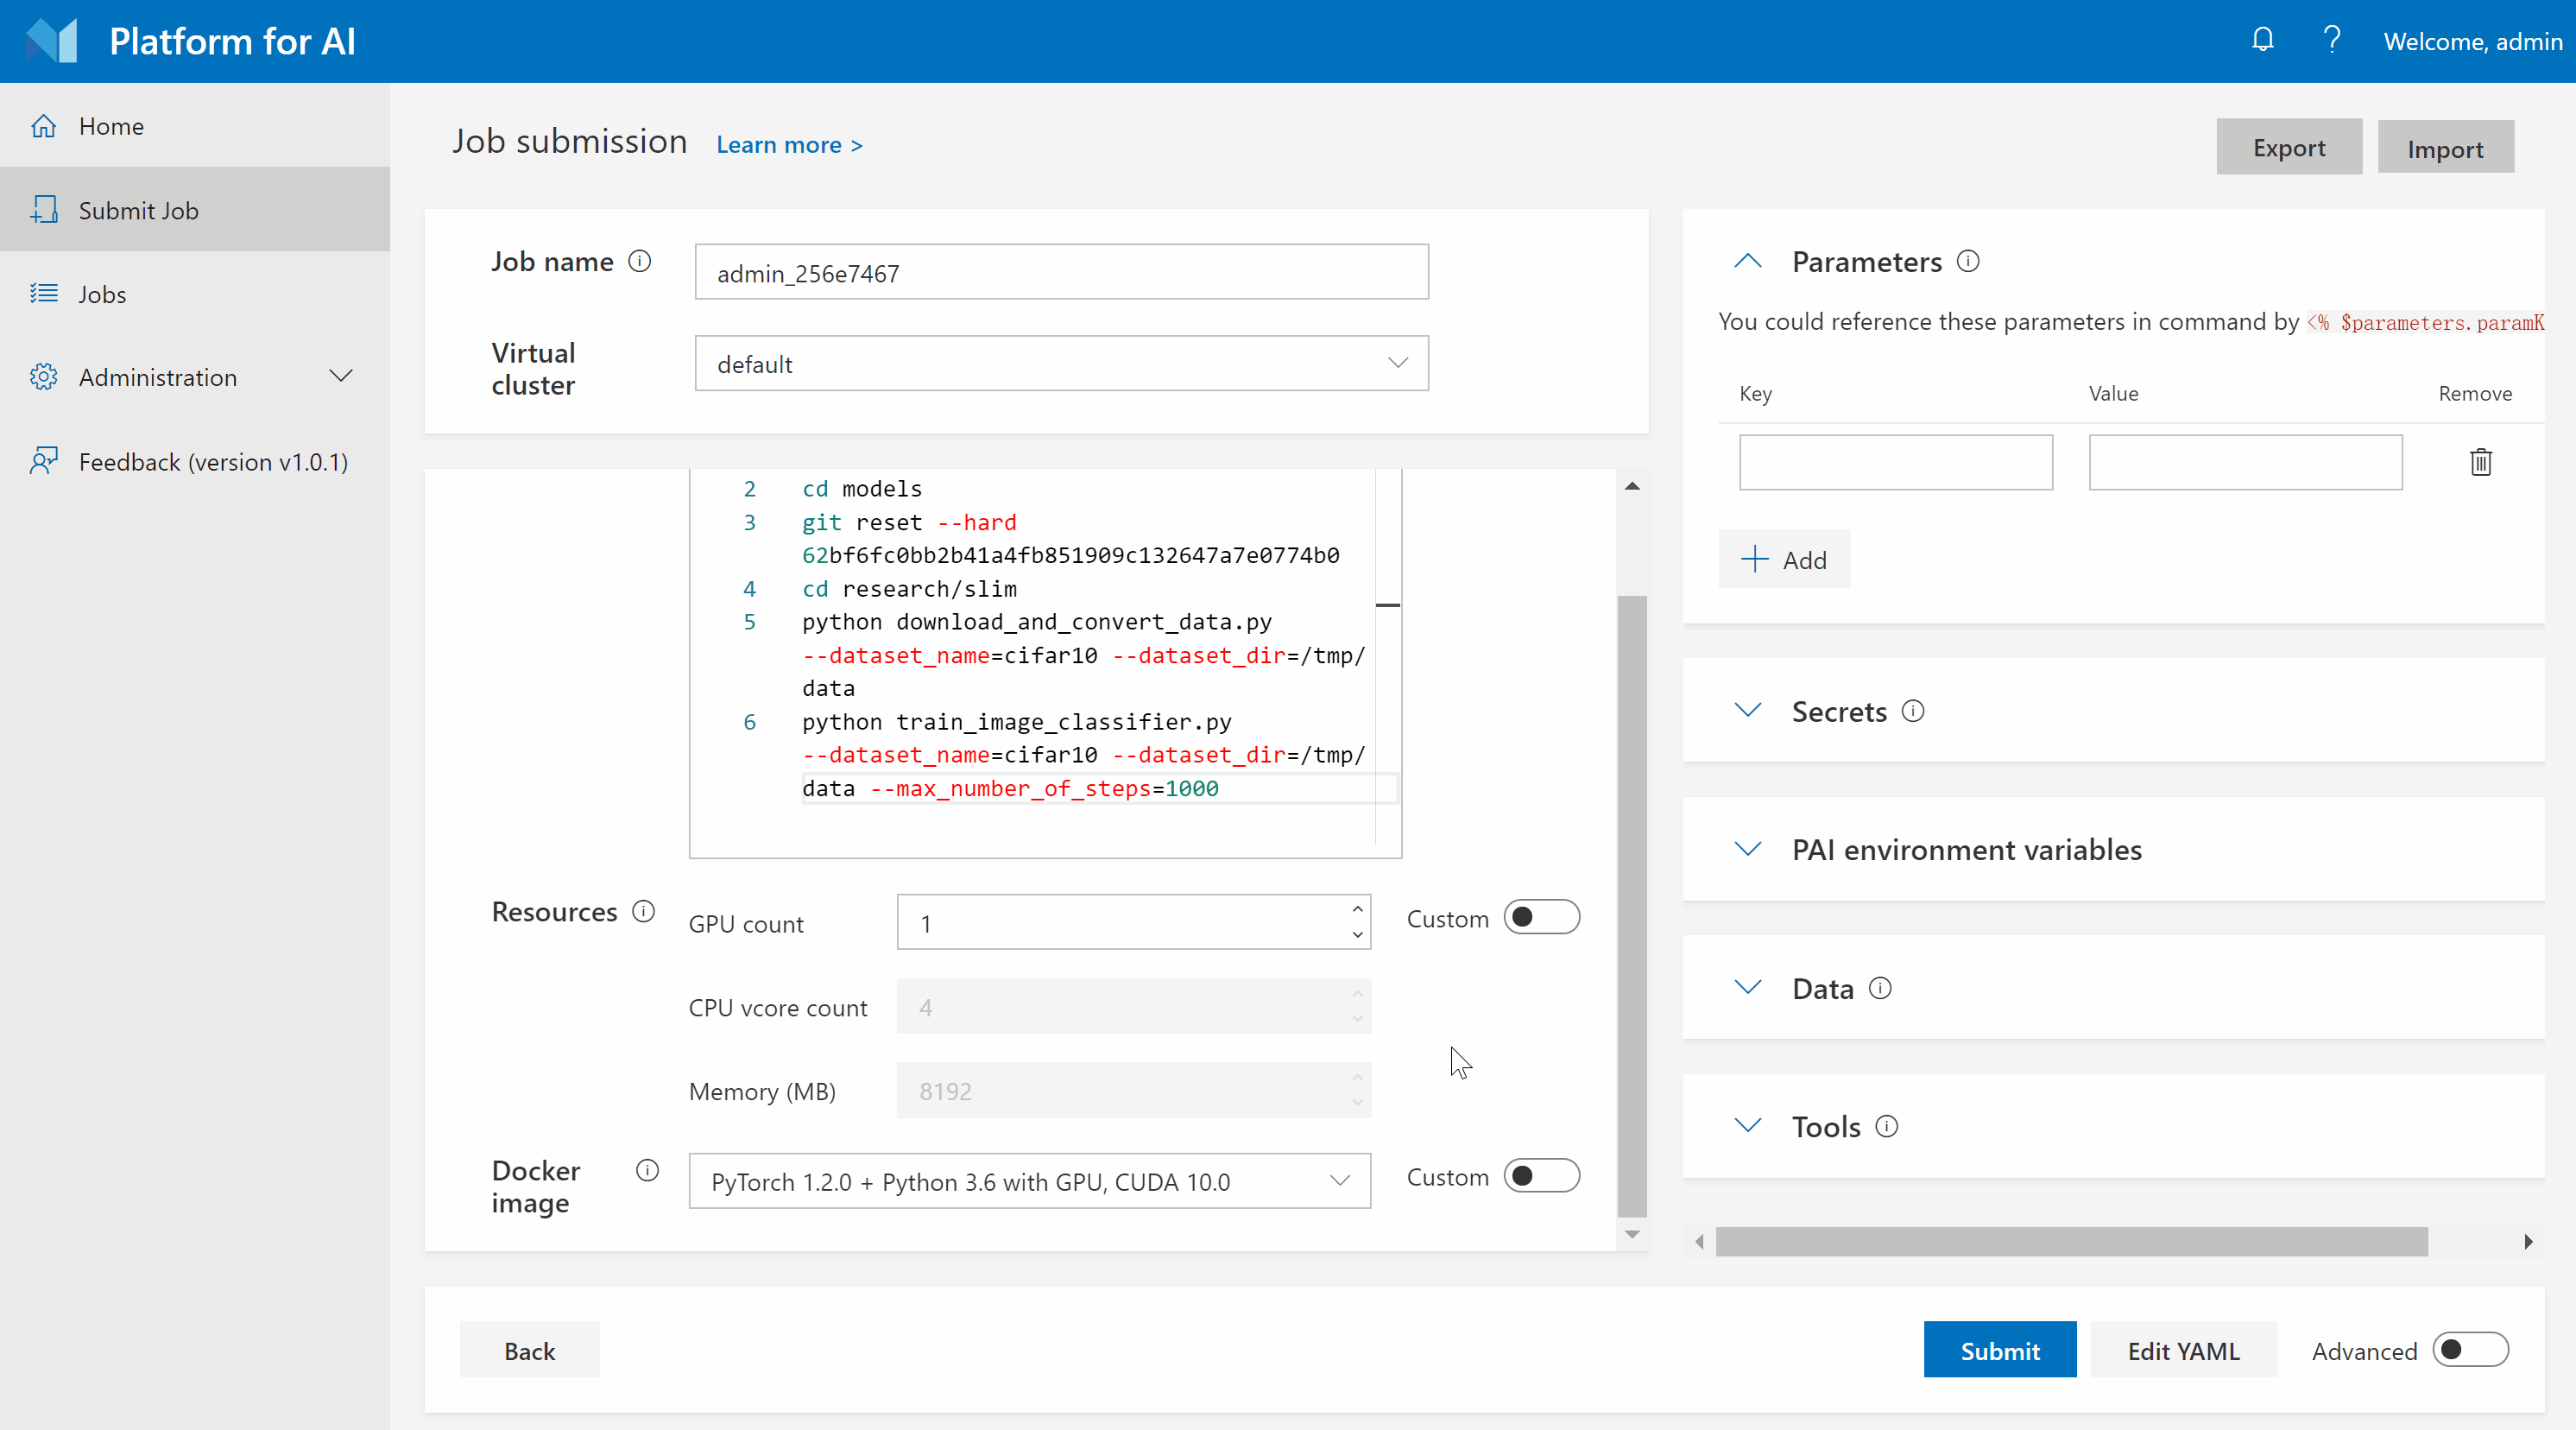 Platform for AI
Welcome, admin
Home
Submit Job
Jobs
Administration
Feedback (version v1.0.1)
Job submission
Learn more >
Export
Import
Job name
admin_256e7467
Virtual
cluster
default
2 cd models
3 git reset --hard
62bf6fc0bb2b41a4fb851909c132647a7e0774b0
4 cd research/slim
5 python download_and_convert_data.py
--dataset_name=cifar10 --dataset_dir=/tmp/
data
6 python train_image_classifier.py
--dataset_name=cifar10 --dataset_dir=/tmp/
data --max_number_of_steps=1000
Resources
GPU count
1
Custom
CPU vcore count
4
Memory (MB)
8192
Docker
image
PyTorch 1.2.0 + Python 3.6 with GPU, CUDA 10.0
Custom
Parameters
You could reference these parameters in command by <% $parameters.paramK
Key
Value
Remove
Add
Secrets
PAI environment variables
Data
Tools
Back
Submit
Edit YAML
Advanced